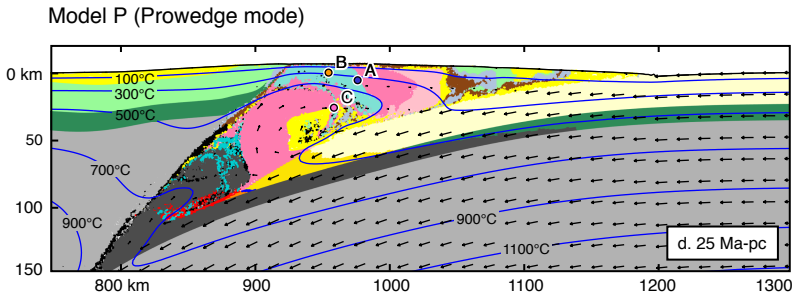 Model P (Prowedge mode)
B
A
0 km
100°C
300°C
C
500°C
50
700°C
100
900°C
900°C
1100°C
d. 25 Ma-pc
150
800 km
900
1000
1100
1200
1300